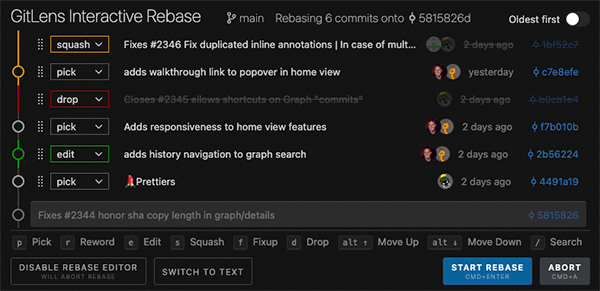 GitLens Interactive Rebase main Rebasing 6 commits onto 5815826d Oldest first
squash Fixes #2346 Fix duplicated inline annotations | In case of mult... 2 days ago 1bf52c7
pick adds walkthrough link to popover in home view yesterday c7e8efe
drop Closes #2345 allows shortcuts on Graph "commits" 2 days ago b0cb1e4
pick Adds responsiveness to home view features 2 days ago f7b010b
edit adds history navigation to graph search 2 days ago 2b56224
pick 💄Prettiers 2 days ago 4491a19
Fixes #2344 honor sha copy length in graph/details 5815826
p Pick r Reword e Edit s Squash f Fixup d Drop alt ↑ Move Up alt ↓ Move Down / Search
DISABLE REBASE EDITOR SWITCH TO TEXT START REBASE ABORT
WILL ABORT REBASE CMD+ENTER CMD+A